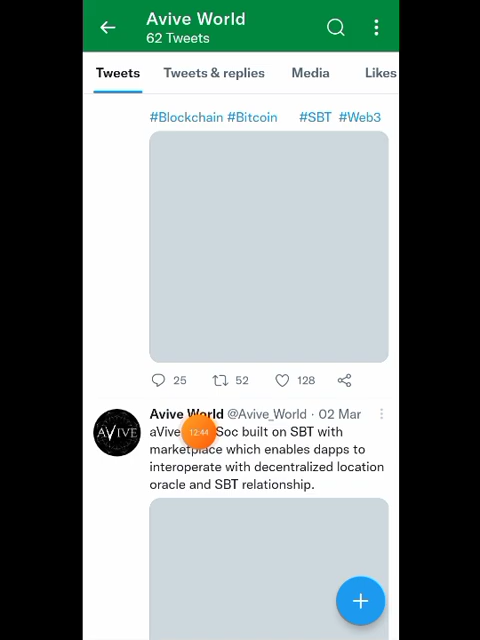 Avive World
62 Tweets
Tweets Tweets & replies Media Likes
#Blockchain #Bitcoin #SBT #Web3
25 52 128
AVIVE
Avive World @Avive_World · 02 Mar
12:44
aVive Soc built on SBT with
marketplace which enables dapps to
interoperate with decentralized location
oracle and SBT relationship.